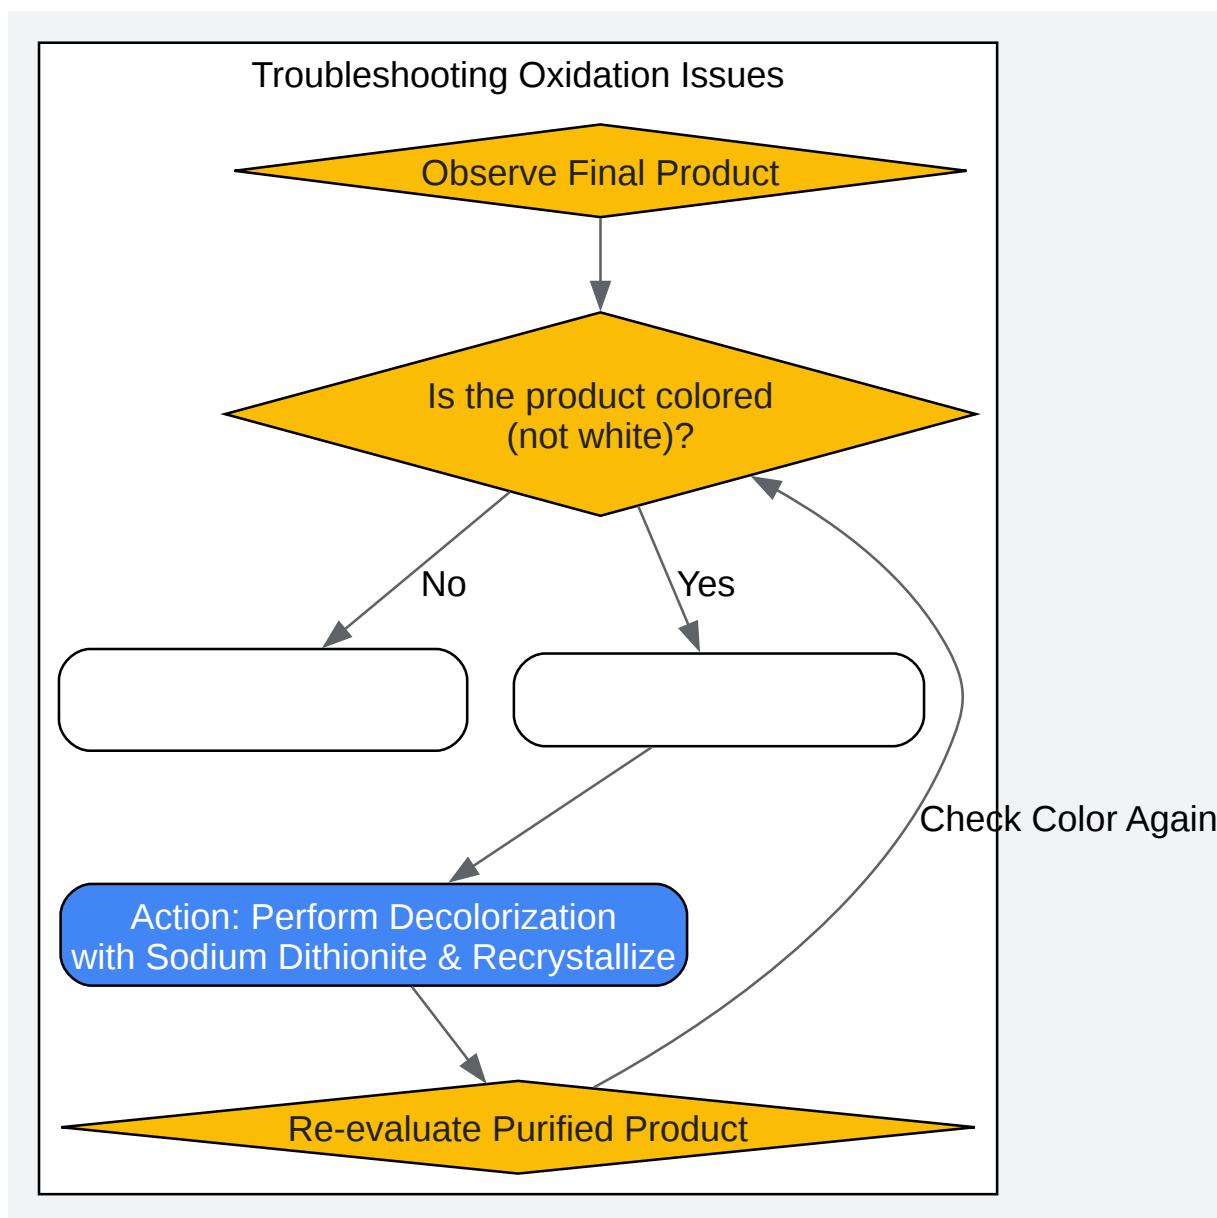 Troubleshooting Oxidation Issues
Observe Final Product
Is the product colored
(not white)?
No
Yes
Check Color Again
Action: Perform Decolorization
with Sodium Dithionite & Recrystallize
Re-evaluate Purified Product